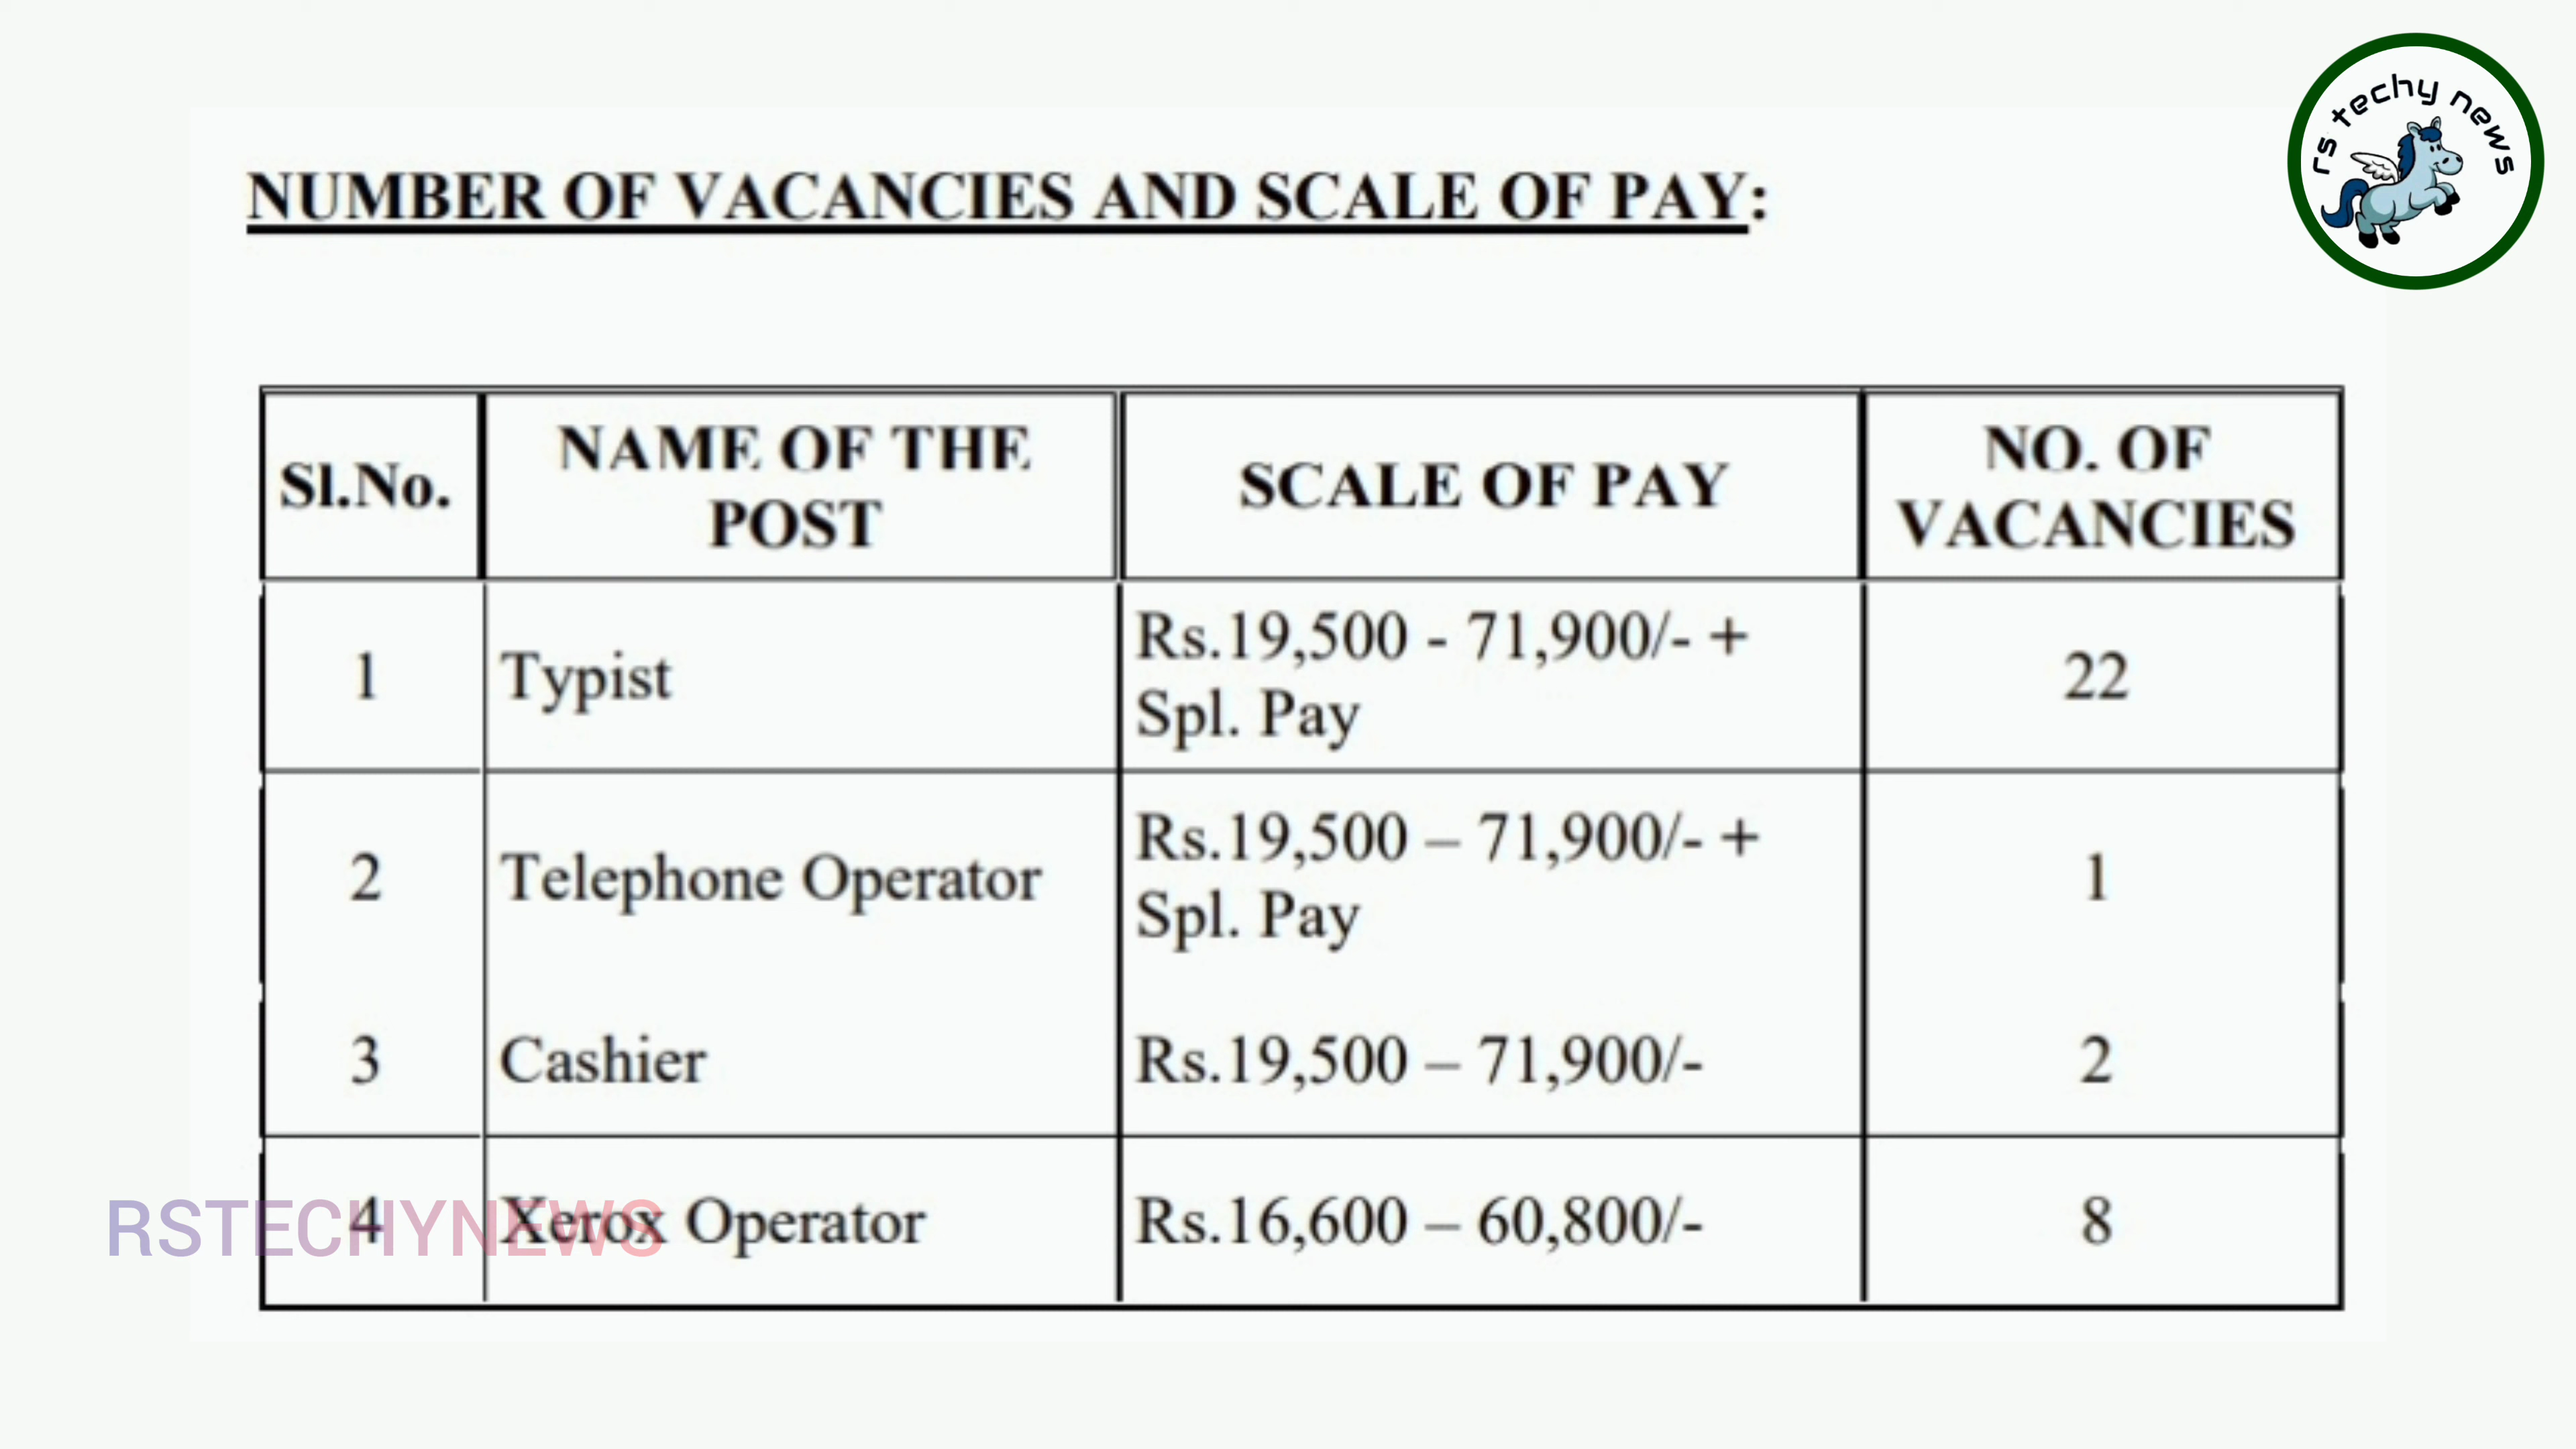 rs techy news
NUMBER OF VACANCIES AND SCALE OF PAY:
Sl.No.
NAME OF THE
POST
SCALE OF PAY
NO. OF
VACANCIES
1
Typist
Rs.19,500 - 71,900/- +
Spl. Pay
22
2
Telephone Operator
Rs.19,500 – 71,900/- +
Spl. Pay
1
3
Cashier
Rs.19,500 – 71,900/-
2
4
Xerox Operator
Rs.16,600 – 60,800/-
8
RSTECHYNEWS